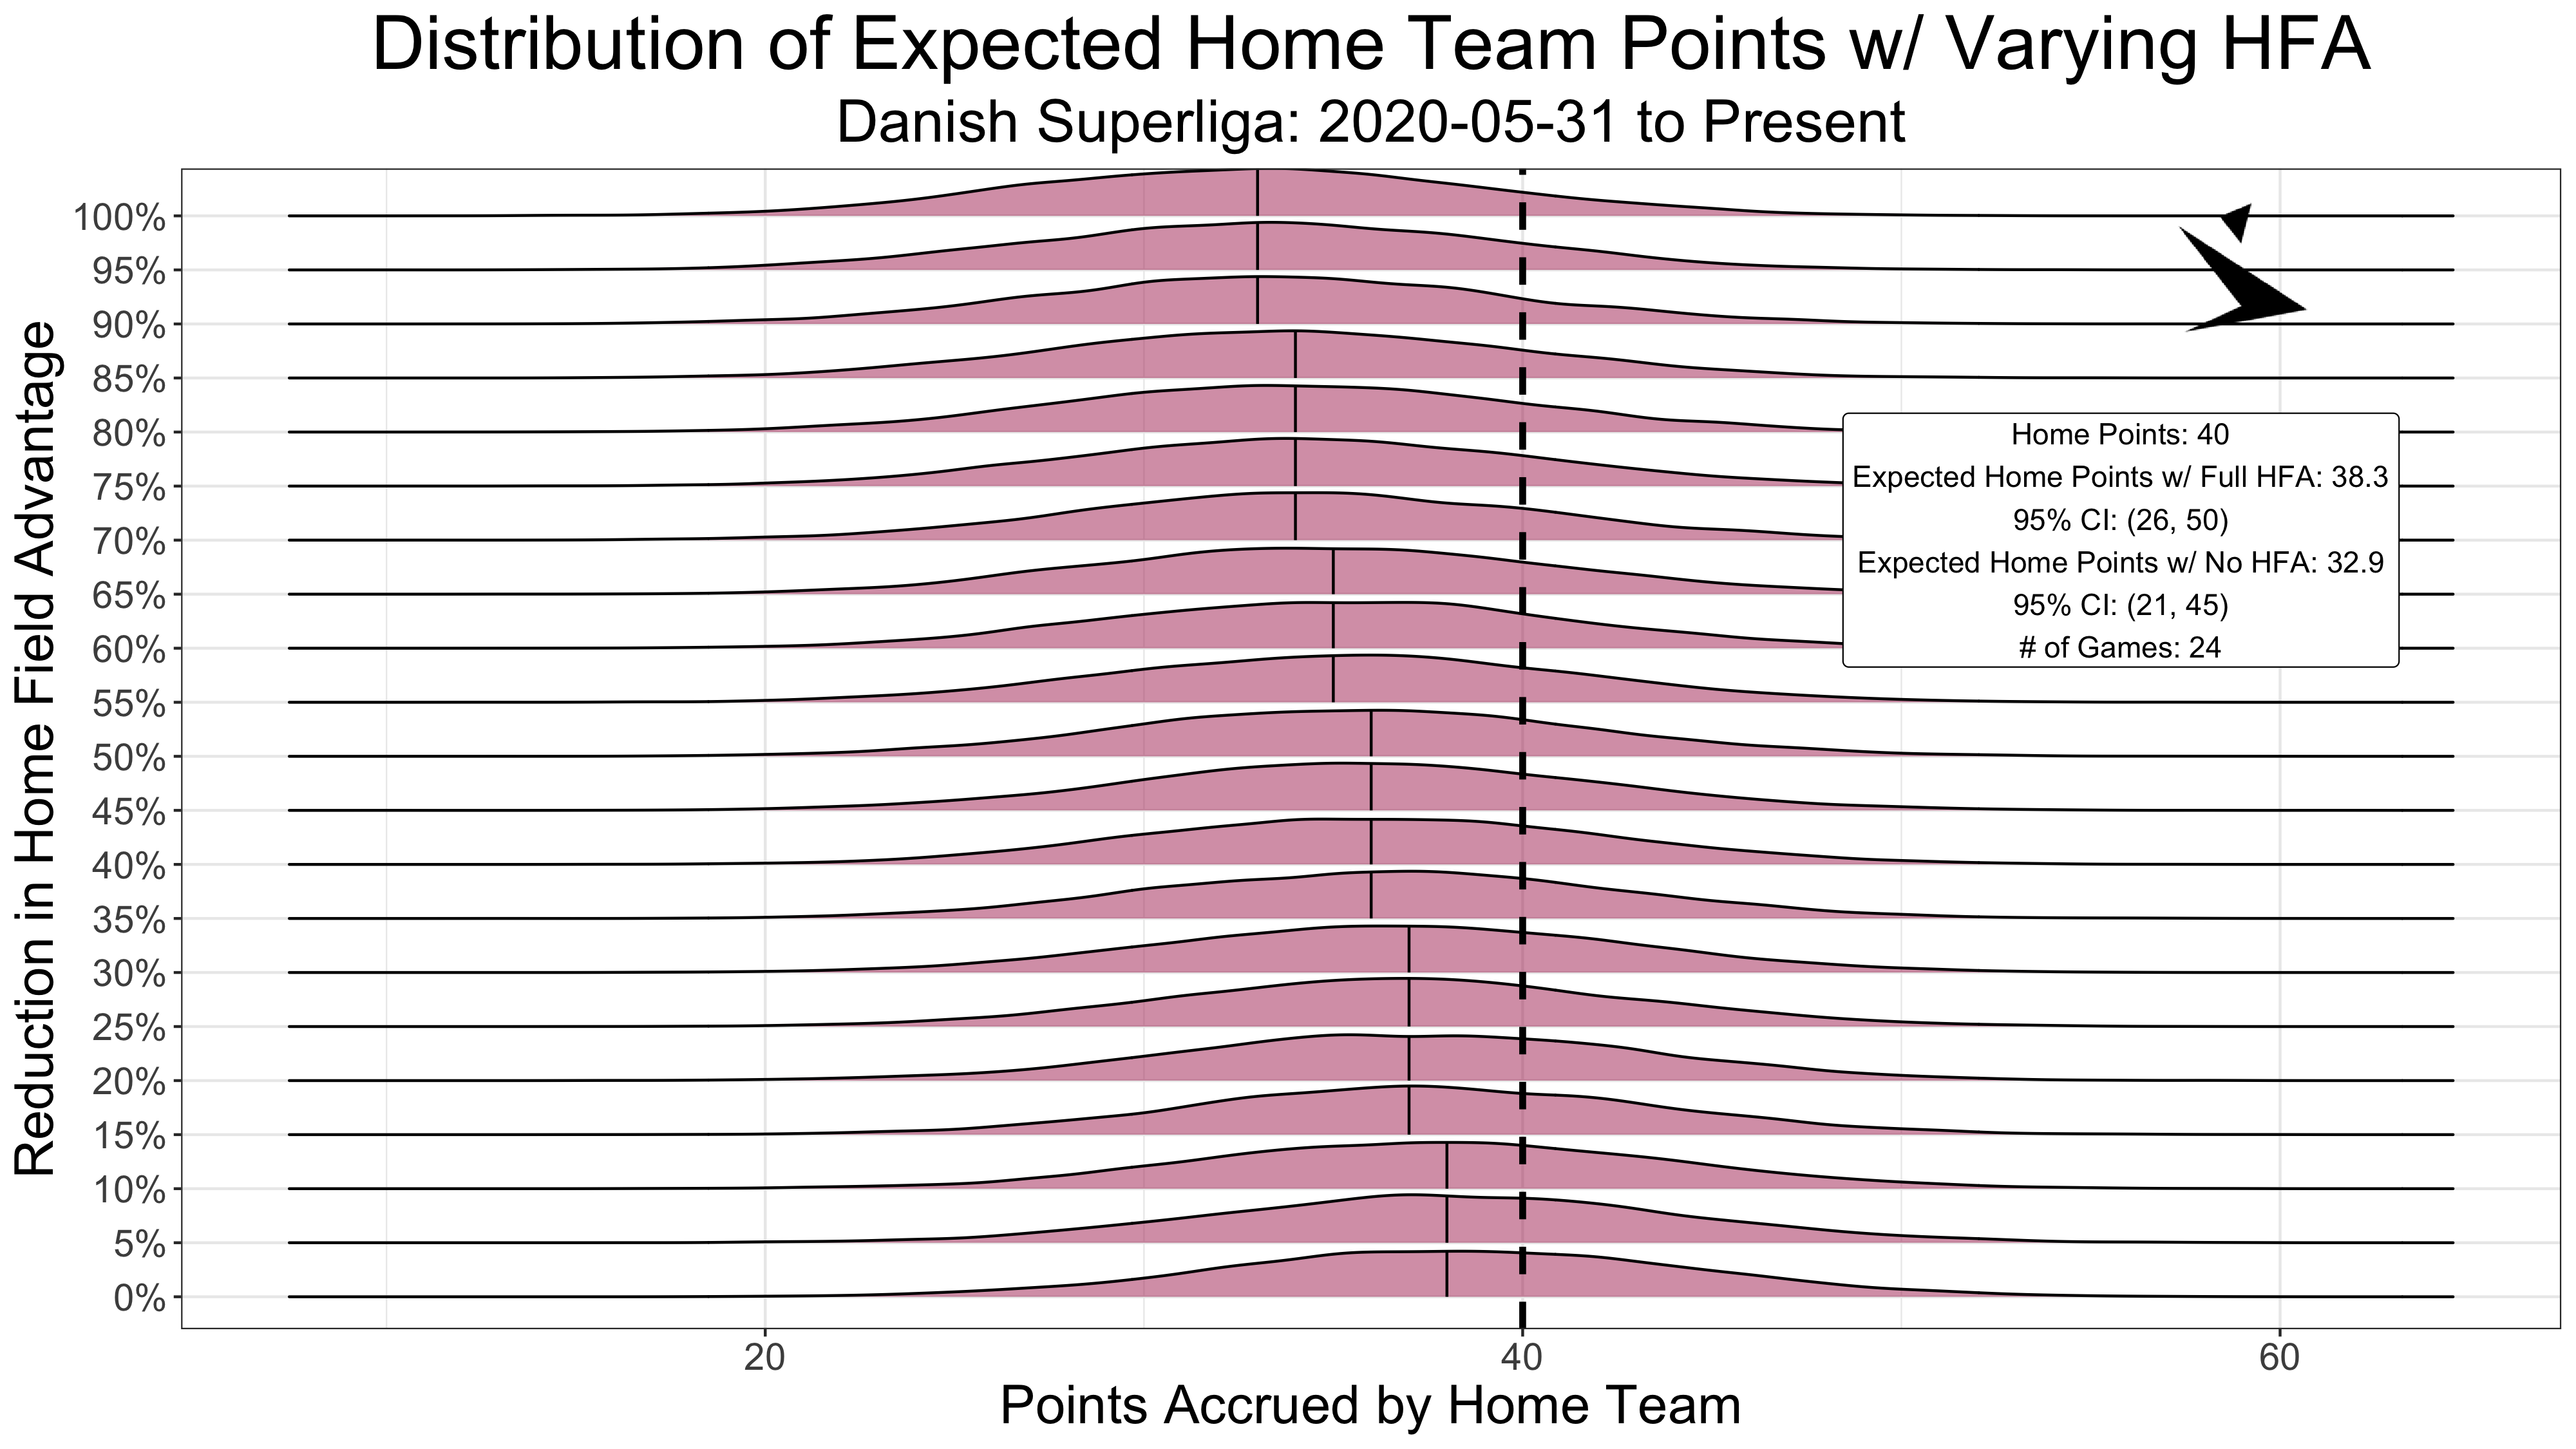 Distribution of Expected Home Team Points w/ Varying HFA
Danish Superliga: 2020-05-31 to Present
Reduction in Home Field Advantage
100%
95%
90%
85%
80%
75%
70%
65%
60%
55%
50%
45%
40%
35%
30%
25%
20%
15%
10%
5%
0%
Home Points: 40
Expected Home Points w/ Full HFA: 38.3
95% CI: (26, 50)
Expected Home Points w/ No HFA: 32.9
95% CI: (21, 45)
# of Games: 24
20 40 60
Points Accrued by Home Team